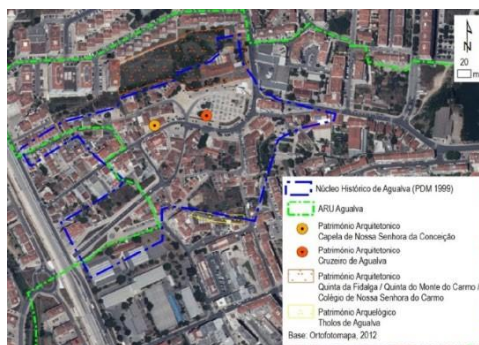 N
20
m
Núcleo Histórico de Agualva (PDM 1999)
ARU Agualva
Património Arquitetonico
Capela de Nossa Senhora da Conceição
Património Arquitetonico
Cruzeiro de Agualva
Património Arquitetonico
Quinta da Fidalga / Quinta do Monte do Carmo /
Colégio de Nossa Senhora do Carmo
Património Arquelógico
Tholos de Agualva
Base: Ortofotomapa, 2012